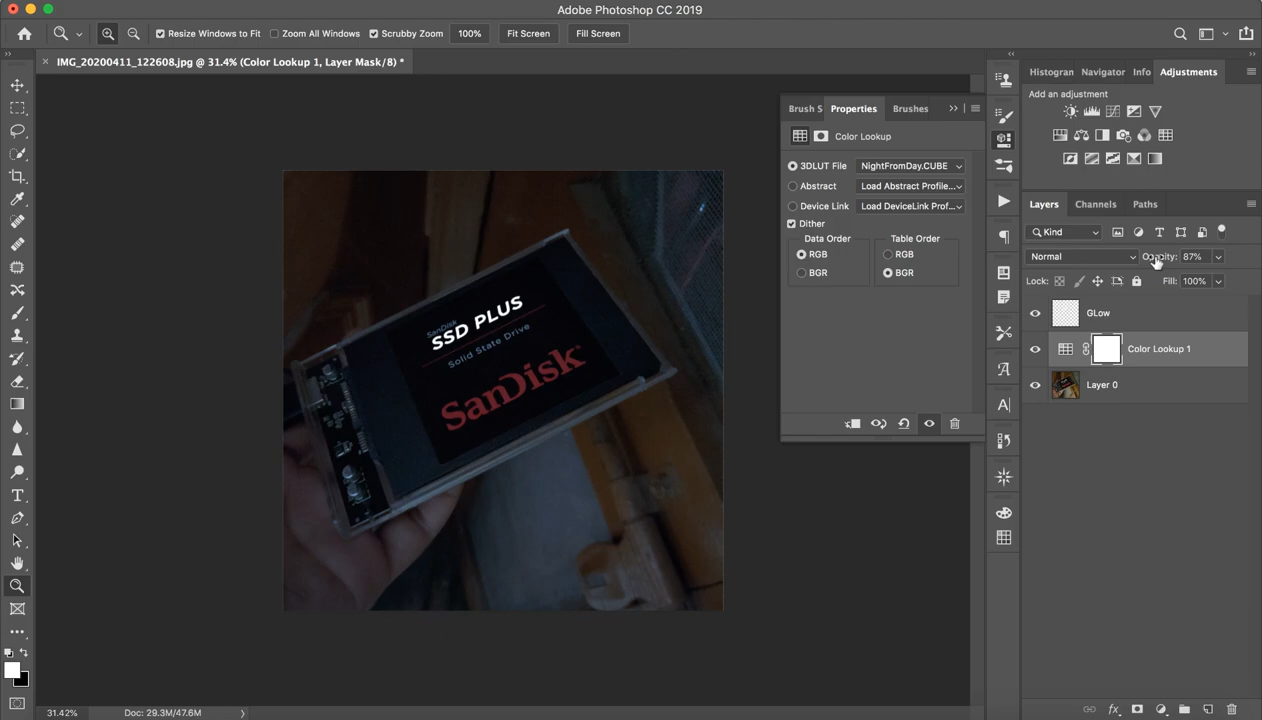 Adobe Photoshop CC 2019
Resize Windows to Fit
Zoom All Windows
Scrubby Zoom
100%
Fit Screen
Fill Screen
IMG_20200411_122608.jpg @ 31.4% (Color Lookup 1, Layer Mask/8) *
Brush S
Properties
Brushes
Color Lookup
3DLUT File
NightFromDay.CUBE
Abstract
Load Abstract Profile...
Device Link
Load DeviceLink Prof...
Dither
Data Order
Table Order
RGB
RGB
BGR
BGR
Histogran
Navigator
Info
Adjustments
Add an adjustment
Layers
Channels
Paths
Kind
Normal
Opacity:
87%
Lock:
Fill:
100%
GLow
Color Lookup 1
Layer 0
SanDisk
SSD PLUS
Solid State Drive
SanDisk
31.42%
Doc: 29.3M/47.6M